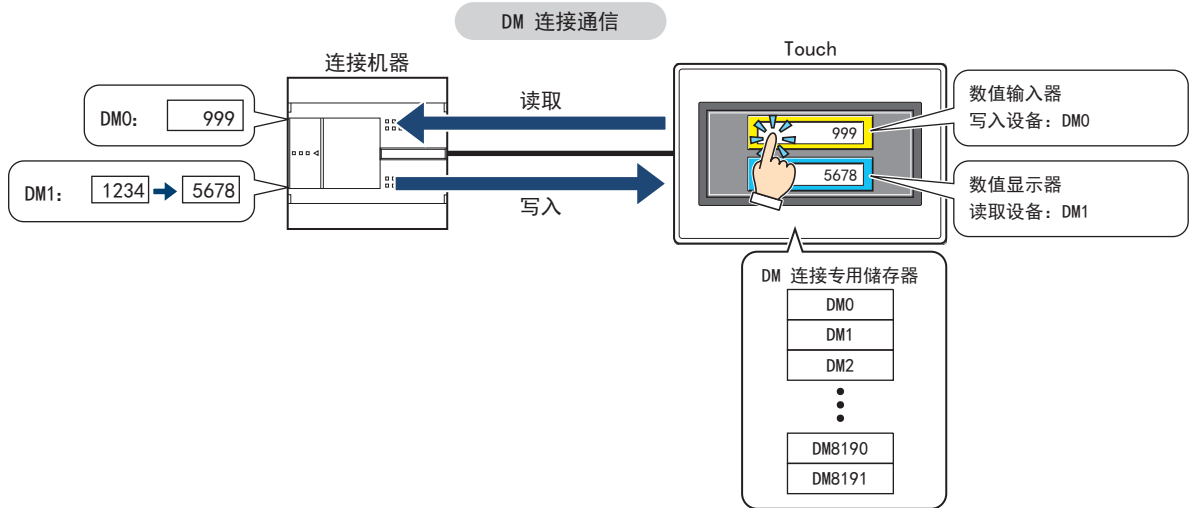 DM 连接通信
连接机器
Touch
DM0:
999
DM1:
1234
5678
读取
写入
999
5678
数值输入器
写入设备：DM0
数值显示器
读取设备：DM1
DM 连接专用储存器
DM0
DM1
DM2
DM8190
DM8191